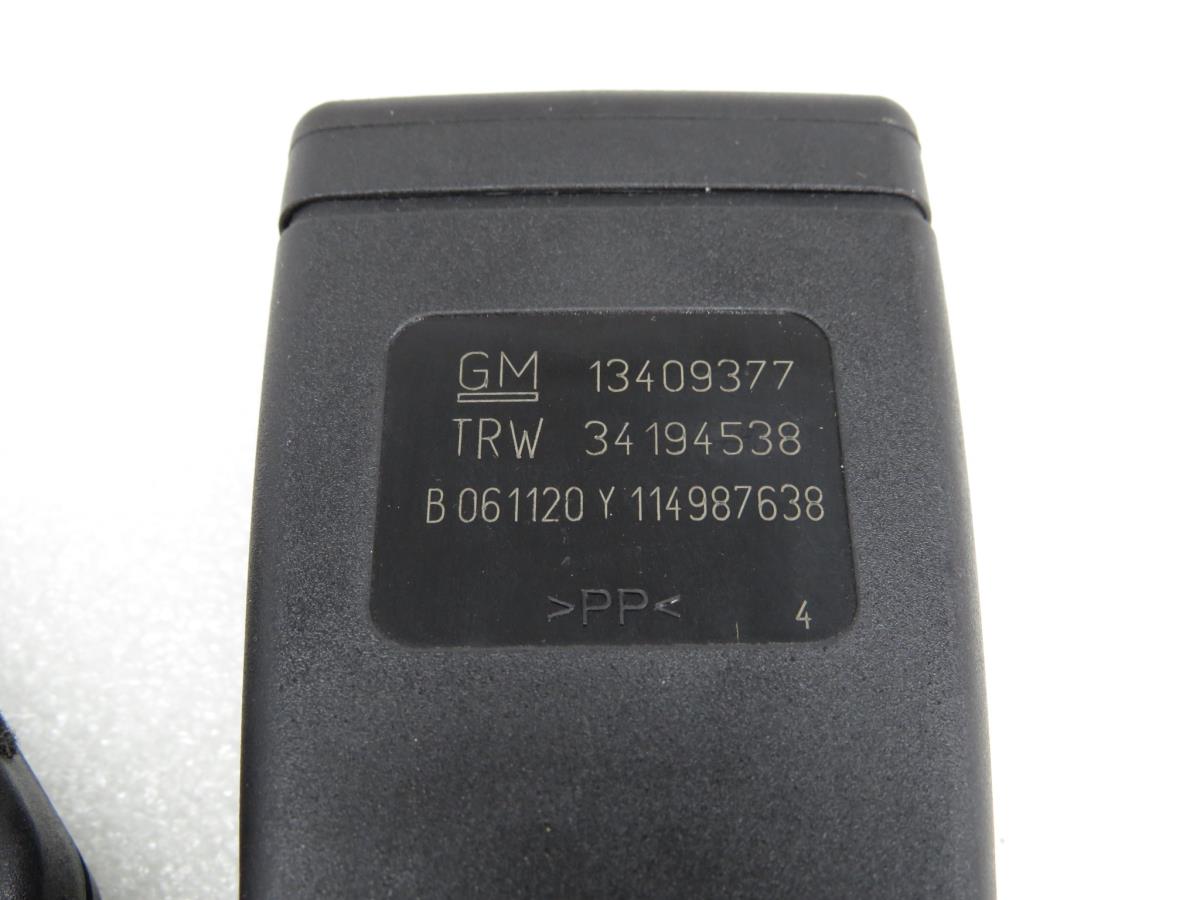 GM 13409377
TRW 34194538
B 061120 Y 114987638
>PP< 4